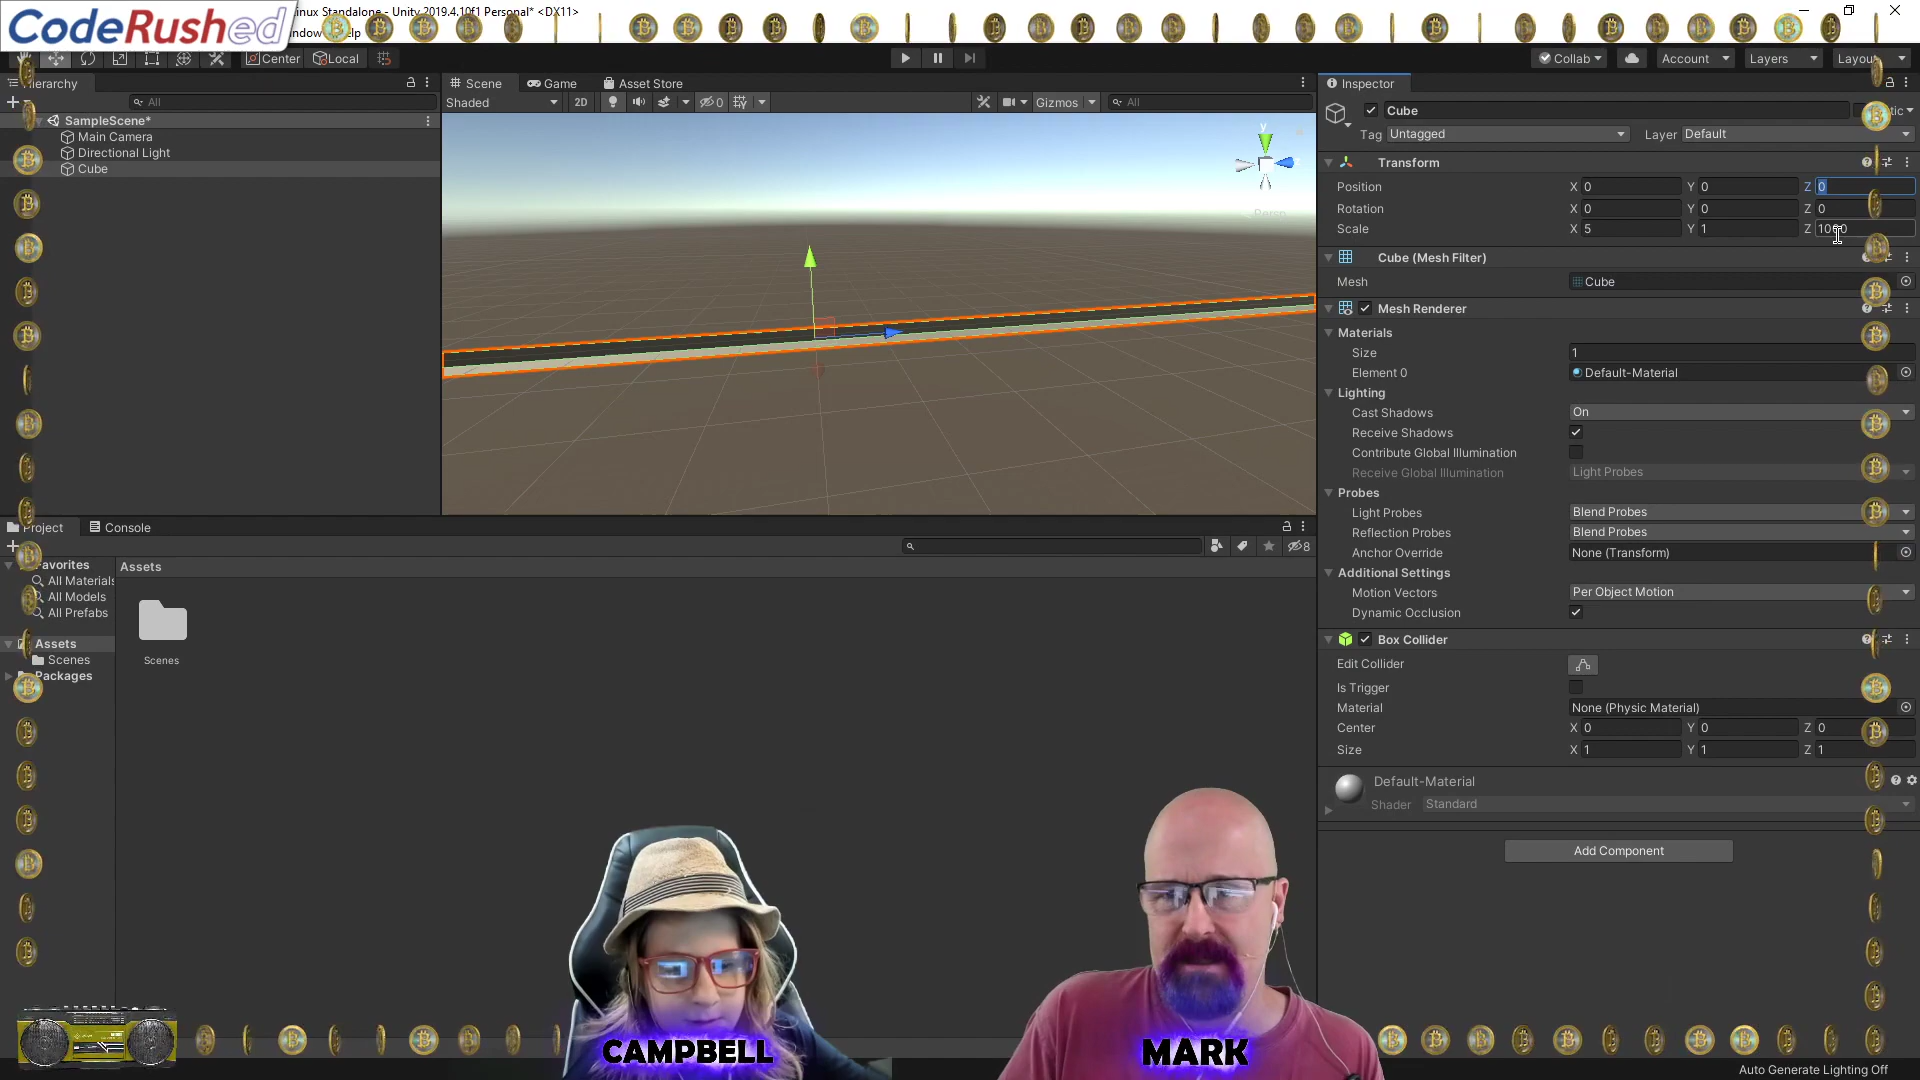 CodeRushed
inux Standalone - Unity 2019.4.10f1 Personal* <DX11>
Center Local
Collab Account Layers Layou
Hierarchy
All
SampleScene*
Main Camera
Directional Light
Cube
Scene Game Asset Store
Shaded 2D 0 Gizmos All
y
Persp
Inspector
Cube
Tag Untagged Layer Default
Transform
Position X 0 Y 0 Z 0
Rotation X 0 Y 0 Z 0
Scale X 5 Y 1 Z
Cube (Mesh Filter)
Mesh Cube
Mesh Renderer
Materials
Size 1
Element 0 Default-Material
Lighting
Cast Shadows On
Receive Shadows
Contribute Global Illumination
Receive Global Illumination Light Probes
Probes
Light Probes Blend Probes
Reflection Probes Blend Probes
Anchor Override None (Transform)
Additional Settings
Motion Vectors Per Object Motion
Dynamic Occlusion
Box Collider
Edit Collider
Is Trigger
Material None (Physic Material)
Center X 0 Y 0 Z 0
Size X 1 Y 1 Z 1
Default-Material
Shader Standard
Add Component
Project Console
8
Favorites
All Materials
All Models
All Prefabs
Assets
Scenes
Packages
Assets
Scenes
CAMPBELL
MARK
Auto Generate Lighting Off